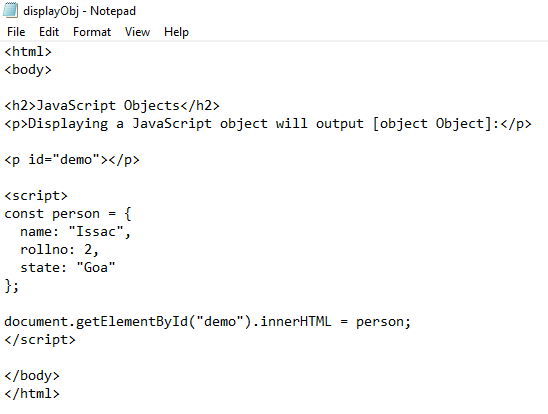 displayObj - Notepad
File Edit Format View Help
<html>
<body>
<h2>JavaScript Objects</h2>
<p>Displaying a JavaScript object will output [object Object]:</p>
<p id="demo"></p>
<script>
const person = {
  name: "Issac",
  rollno: 2,
  state: "Goa"
};
document.getElementById("demo").innerHTML = person;
</script>
</body>
</html>